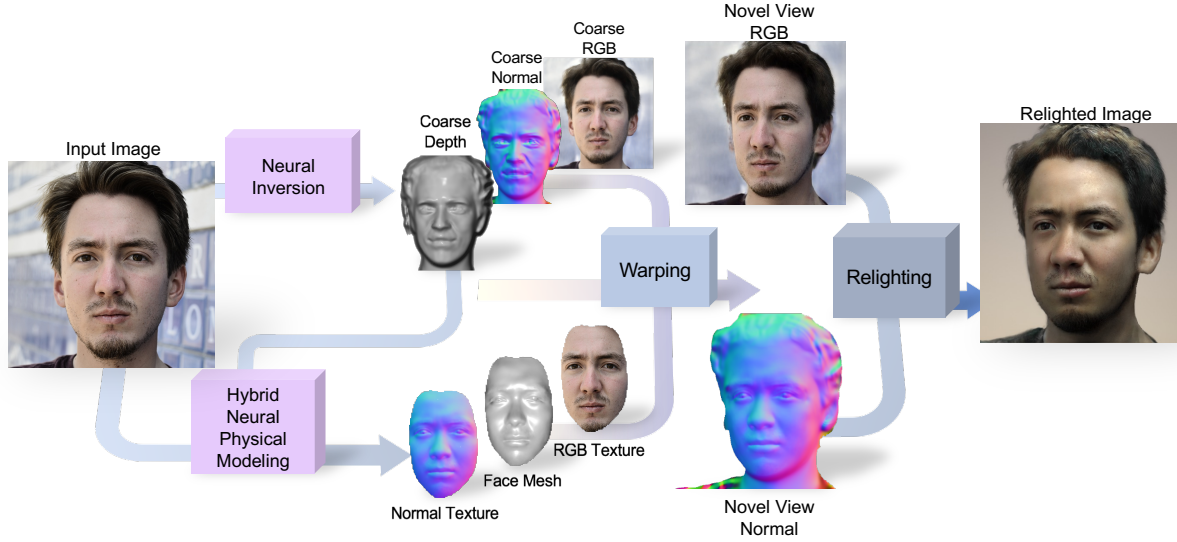 Input Image
Neural
Inversion
Coarse
Depth
Coarse
Normal
Coarse
RGB
Novel View
RGB
Relighted Image
Warping
Relighting
Hybrid
Neural
Physical
Modeling
Normal Texture
Face Mesh
RGB Texture
Novel View
Normal